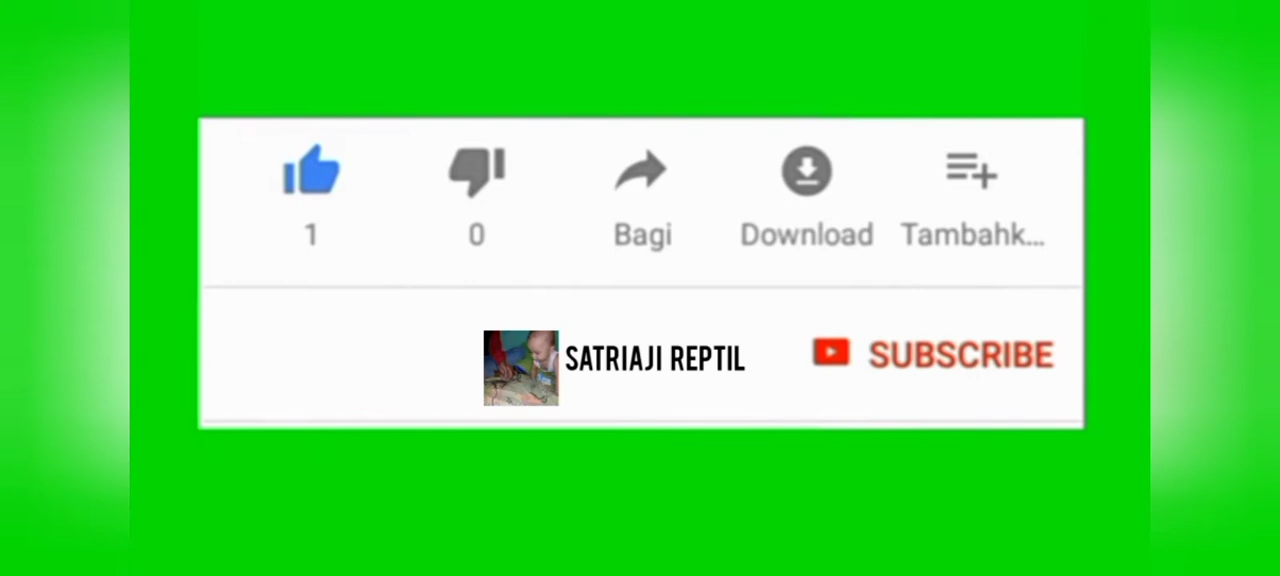 1
0
Bagi
Download
Tambahk...
SATRIAJI REPTIL
SUBSCRIBE